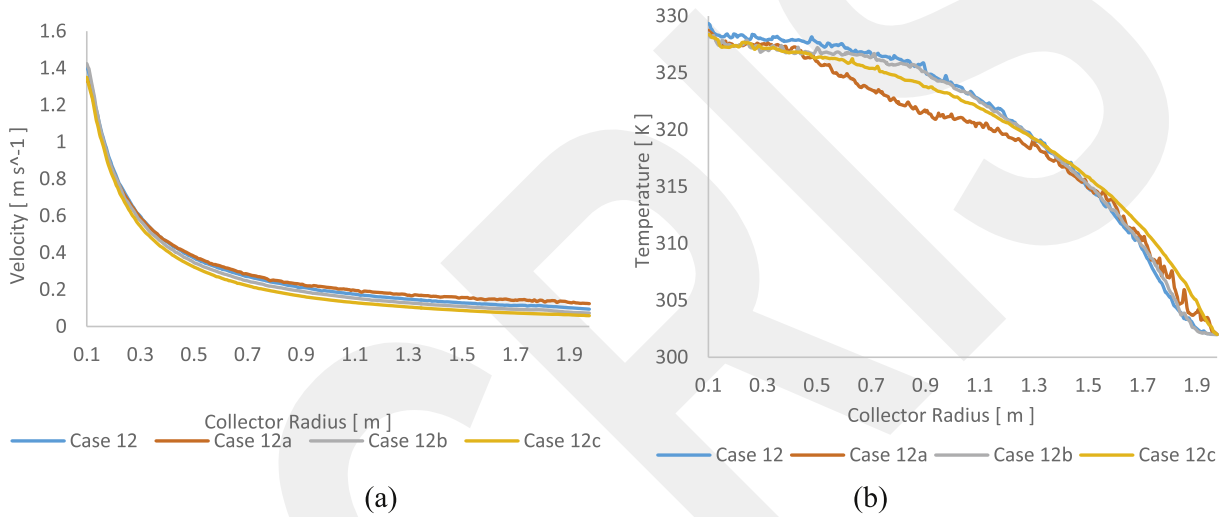 1.6
1.4
1.2
1
0.8
0.6
0.4
0.2
0
Velocity [ m s^-1 ]
0.1 0.3 0.5 0.7 0.9 1.1 1.3 1.5 1.7 1.9
Collector Radius [ m ]
Case 12 Case 12a Case 12b Case 12c
(a)
330
325
320
315
310
305
300
Temperature [ K ]
0.1 0.3 0.5 0.7 0.9 1.1 1.3 1.5 1.7 1.9
Collector Radius [ m ]
Case 12 Case 12a Case 12b Case 12c
(b)